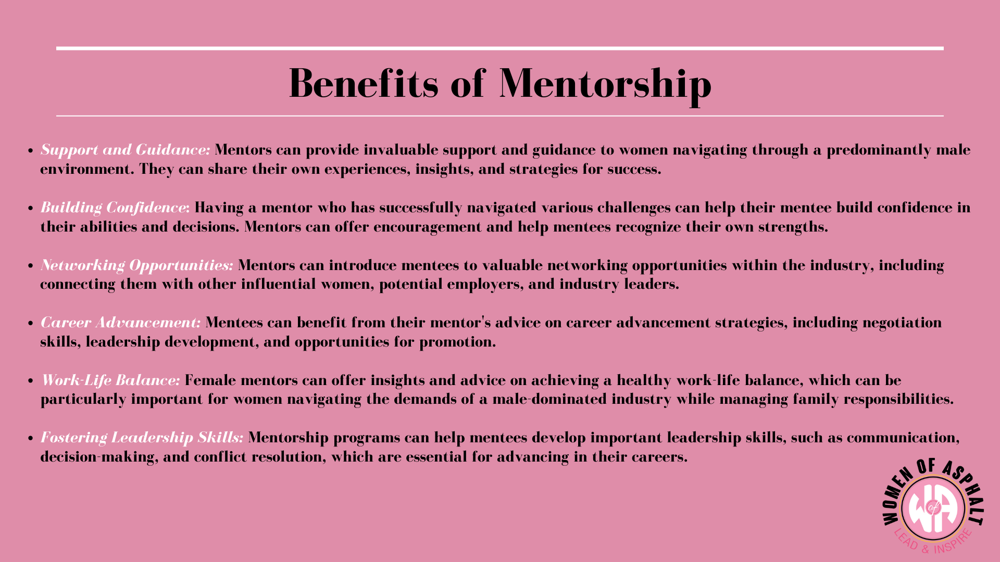 Benefits of Mentorship
• Support and Guidance: Mentors can provide invaluable support and guidance to women navigating through a predominantly male
environment. They can share their own experiences, insights, and strategies for success.
• Building Confidence: Having a mentor who has successfully navigated various challenges can help their mentee build confidence in
their abilities and decisions. Mentors can offer encouragement and help mentees recognize their own strengths.
• Networking Opportunities: Mentors can introduce mentees to valuable networking opportunities within the industry, including
connecting them with other influential women, potential employers, and industry leaders.
• Career Advancement: Mentees can benefit from their mentor's advice on career advancement strategies, including negotiation
skills, leadership development, and opportunities for promotion.
• Work-Life Balance: Female mentors can offer insights and advice on achieving a healthy work-life balance, which can be
particularly important for women navigating the demands of a male-dominated industry while managing family responsibilities.
• Fostering Leadership Skills: Mentorship programs can help mentees develop important leadership skills, such as communication,
decision-making, and conflict resolution, which are essential for advancing in their careers.
WOMEN OF ASPHALT
W of A
LEAD & INSPIRE